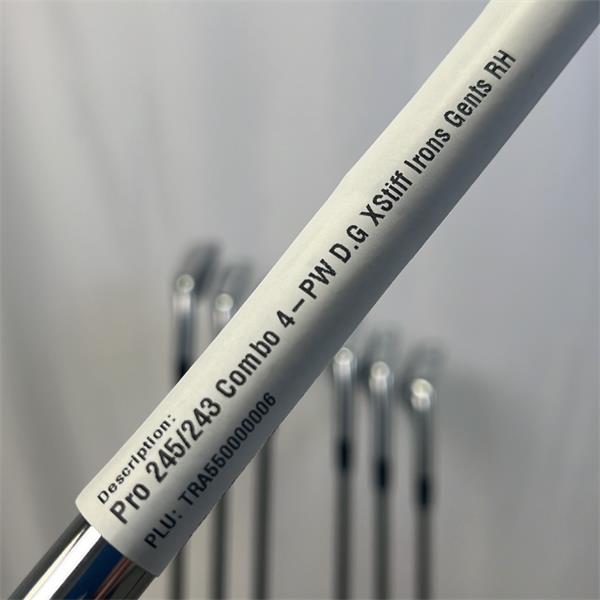 Description:
Pro 245/243 Combo 4-PW D.G XStiff Irons Gents RH
PLU: TRA550000006